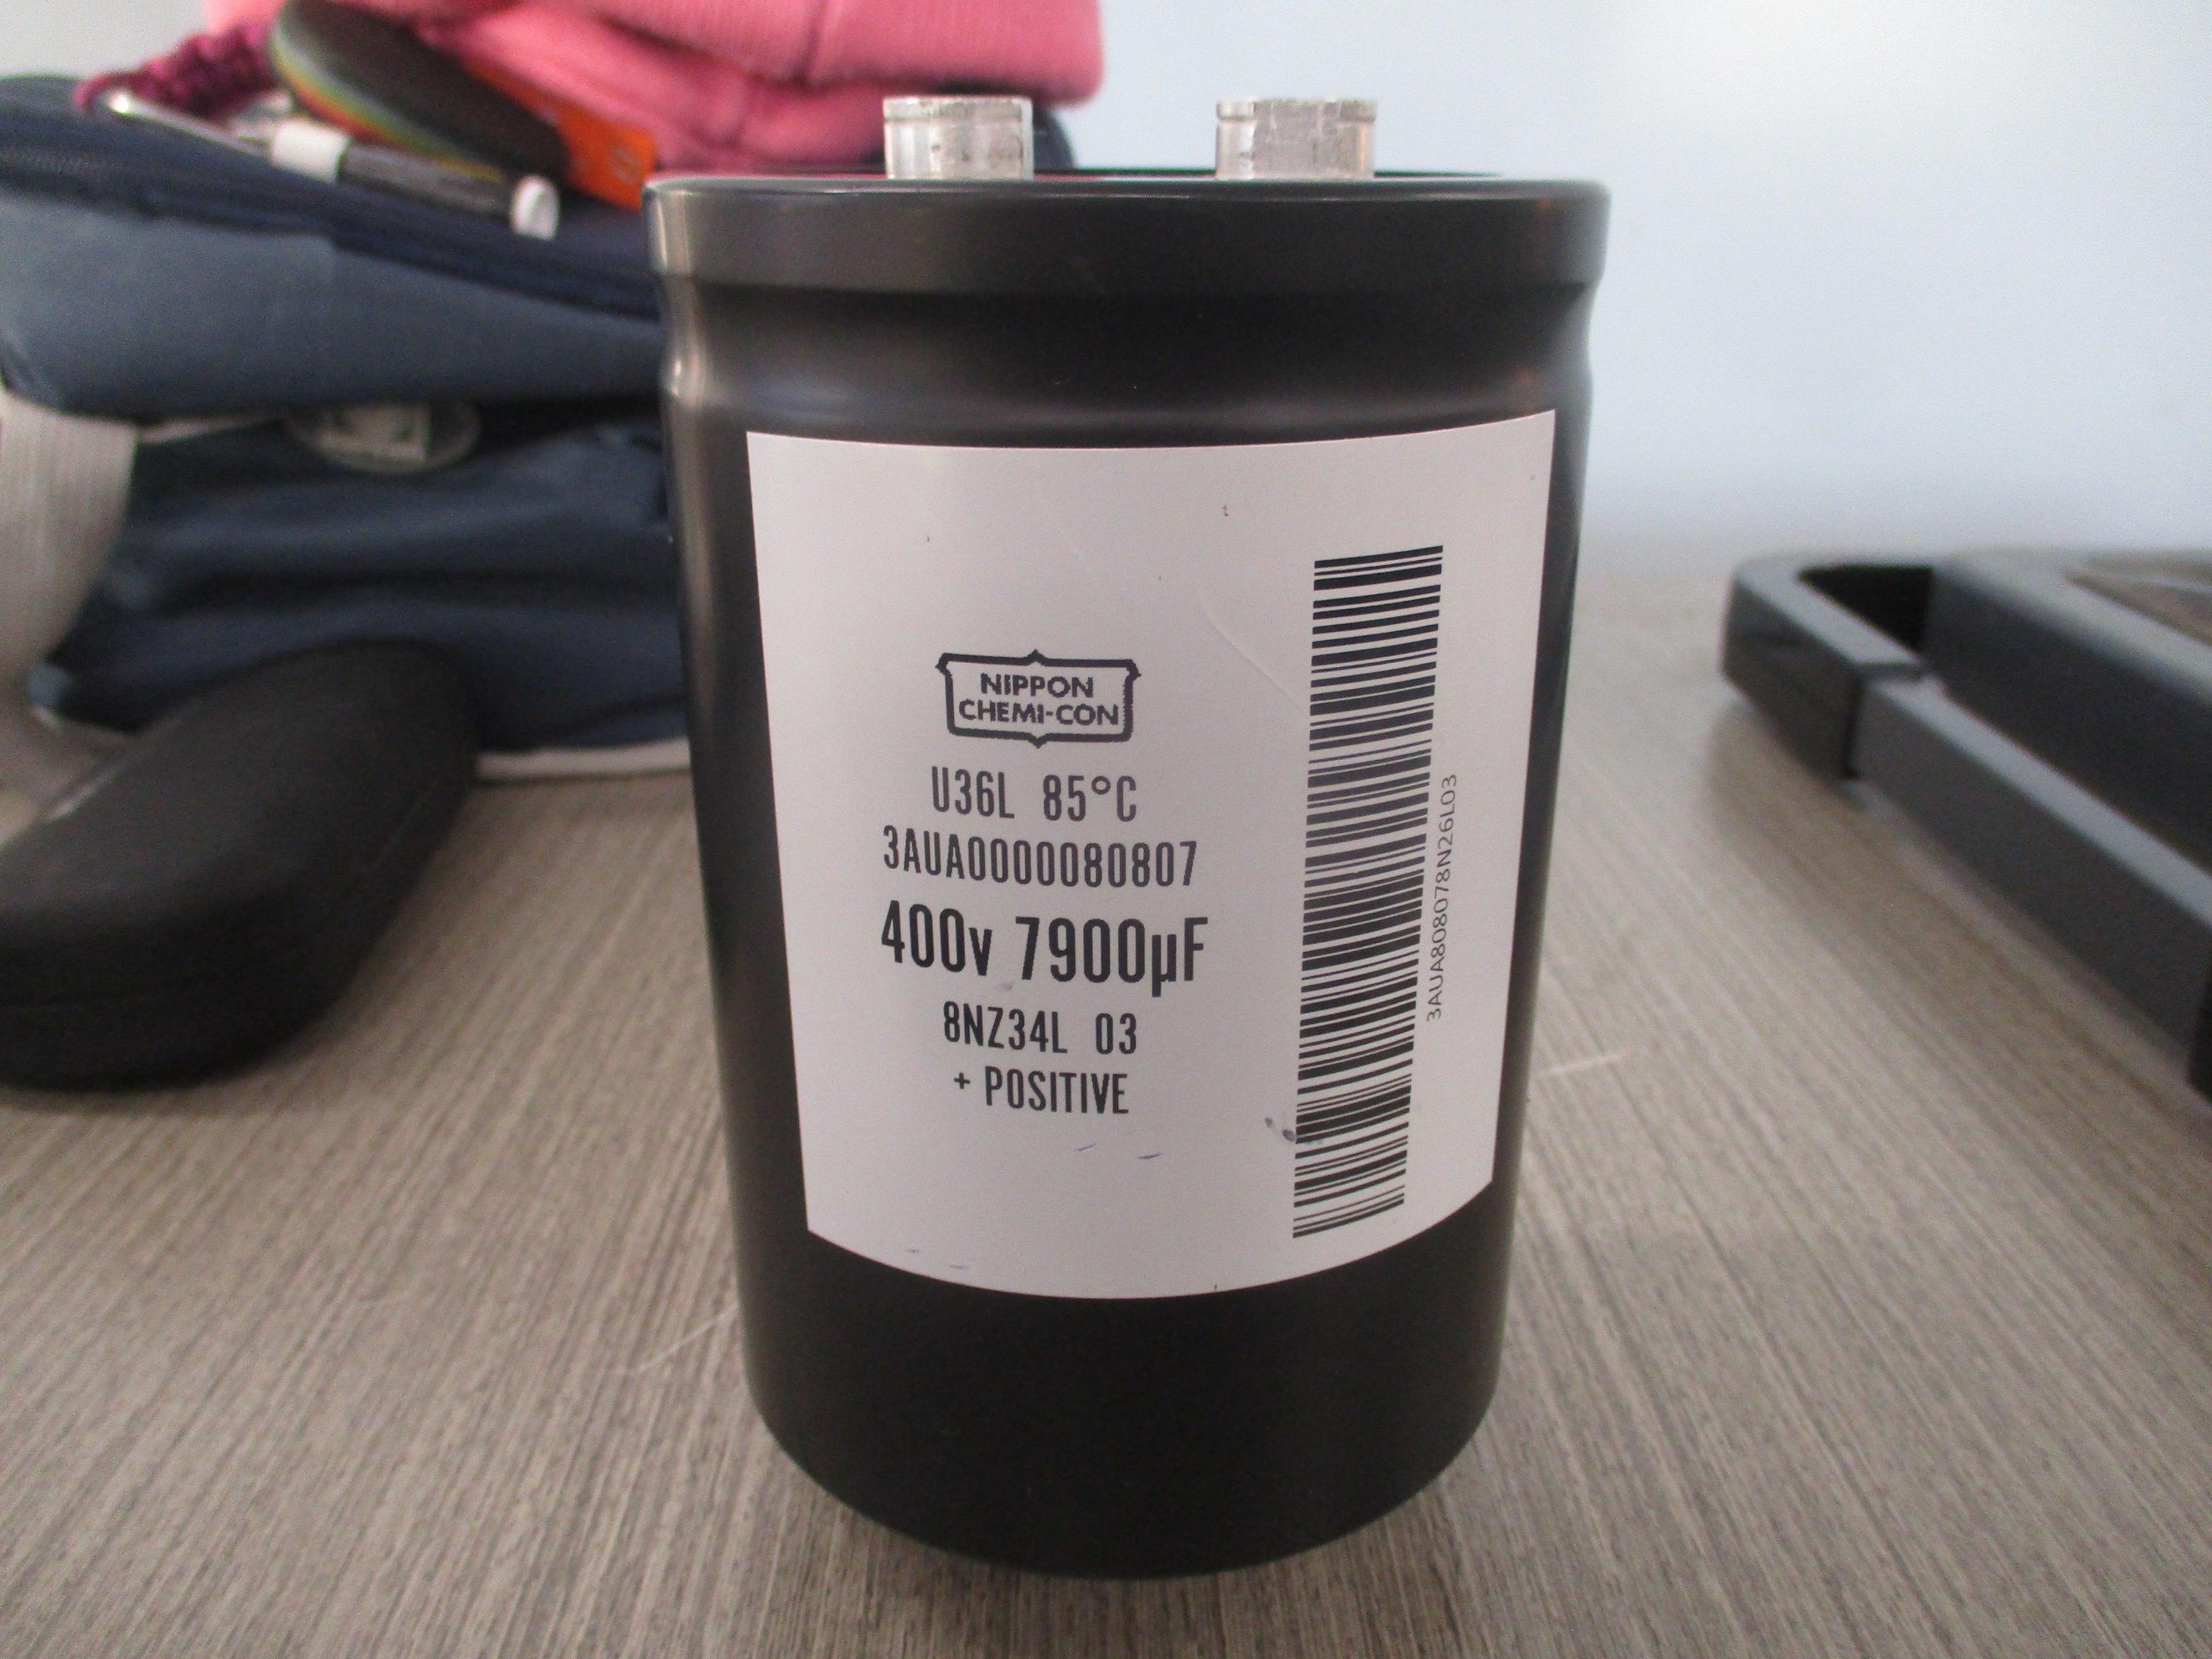 NIPPON
CHEMI-CON
U36L 85°C
3AUA0000080807
400v 7900µF
8NZ34L 03
+ POSITIVE
3AUA808078N26L03